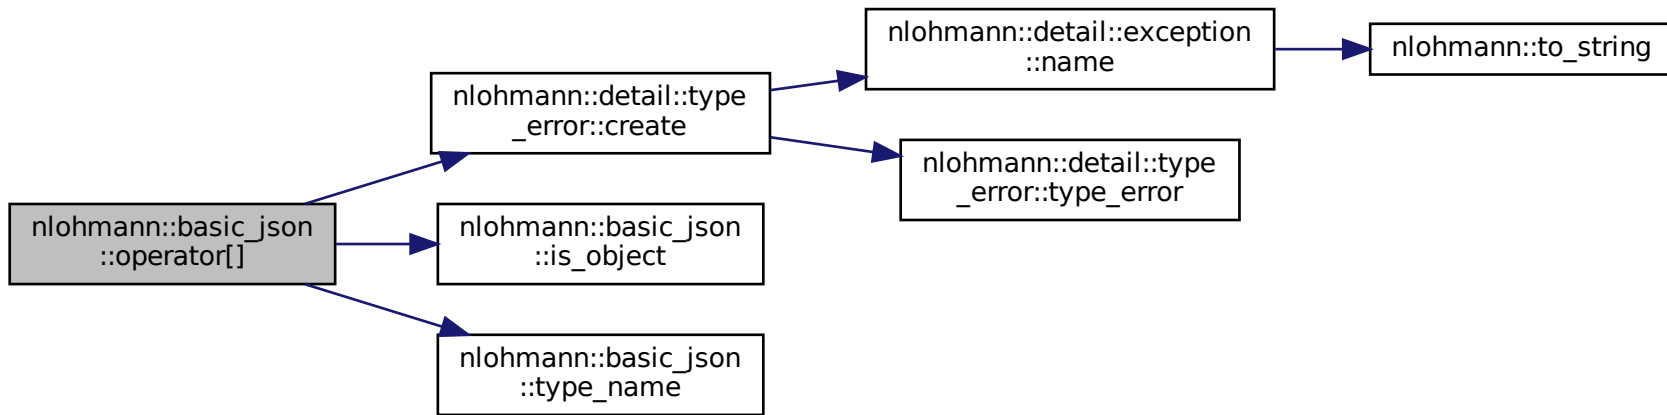 nlohmann::basic_json
::operator[]
nlohmann::detail::type
_error::create
nlohmann::detail::exception
::name
nlohmann::to_string
nlohmann::detail::type
_error::type_error
nlohmann::basic_json
::is_object
nlohmann::basic_json
::type_name